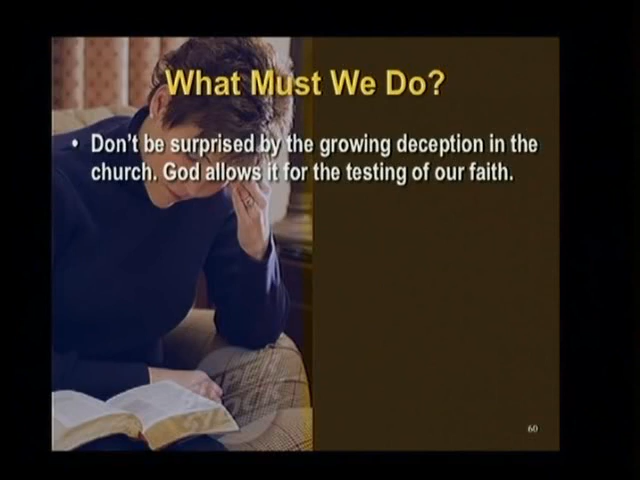 What Must We Do?
• Don't be surprised by the growing deception in the
church. God allows it for the testing of our faith.
60